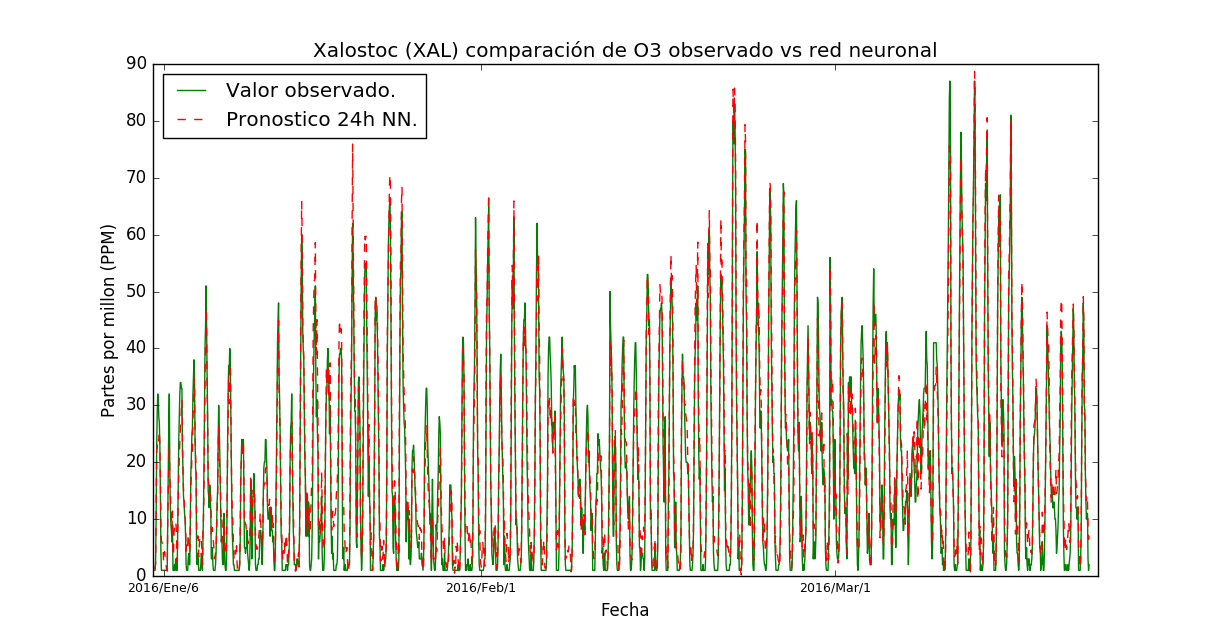 Xalostoc (XAL) comparación de O3 observado vs red neuronal
Valor observado.
Pronostico 24h NN.
Partes por millon (PPM)
90
80
70
60
50
40
30
20
10
0
2016/Ene/6 2016/Feb/1 2016/Mar/1
Fecha